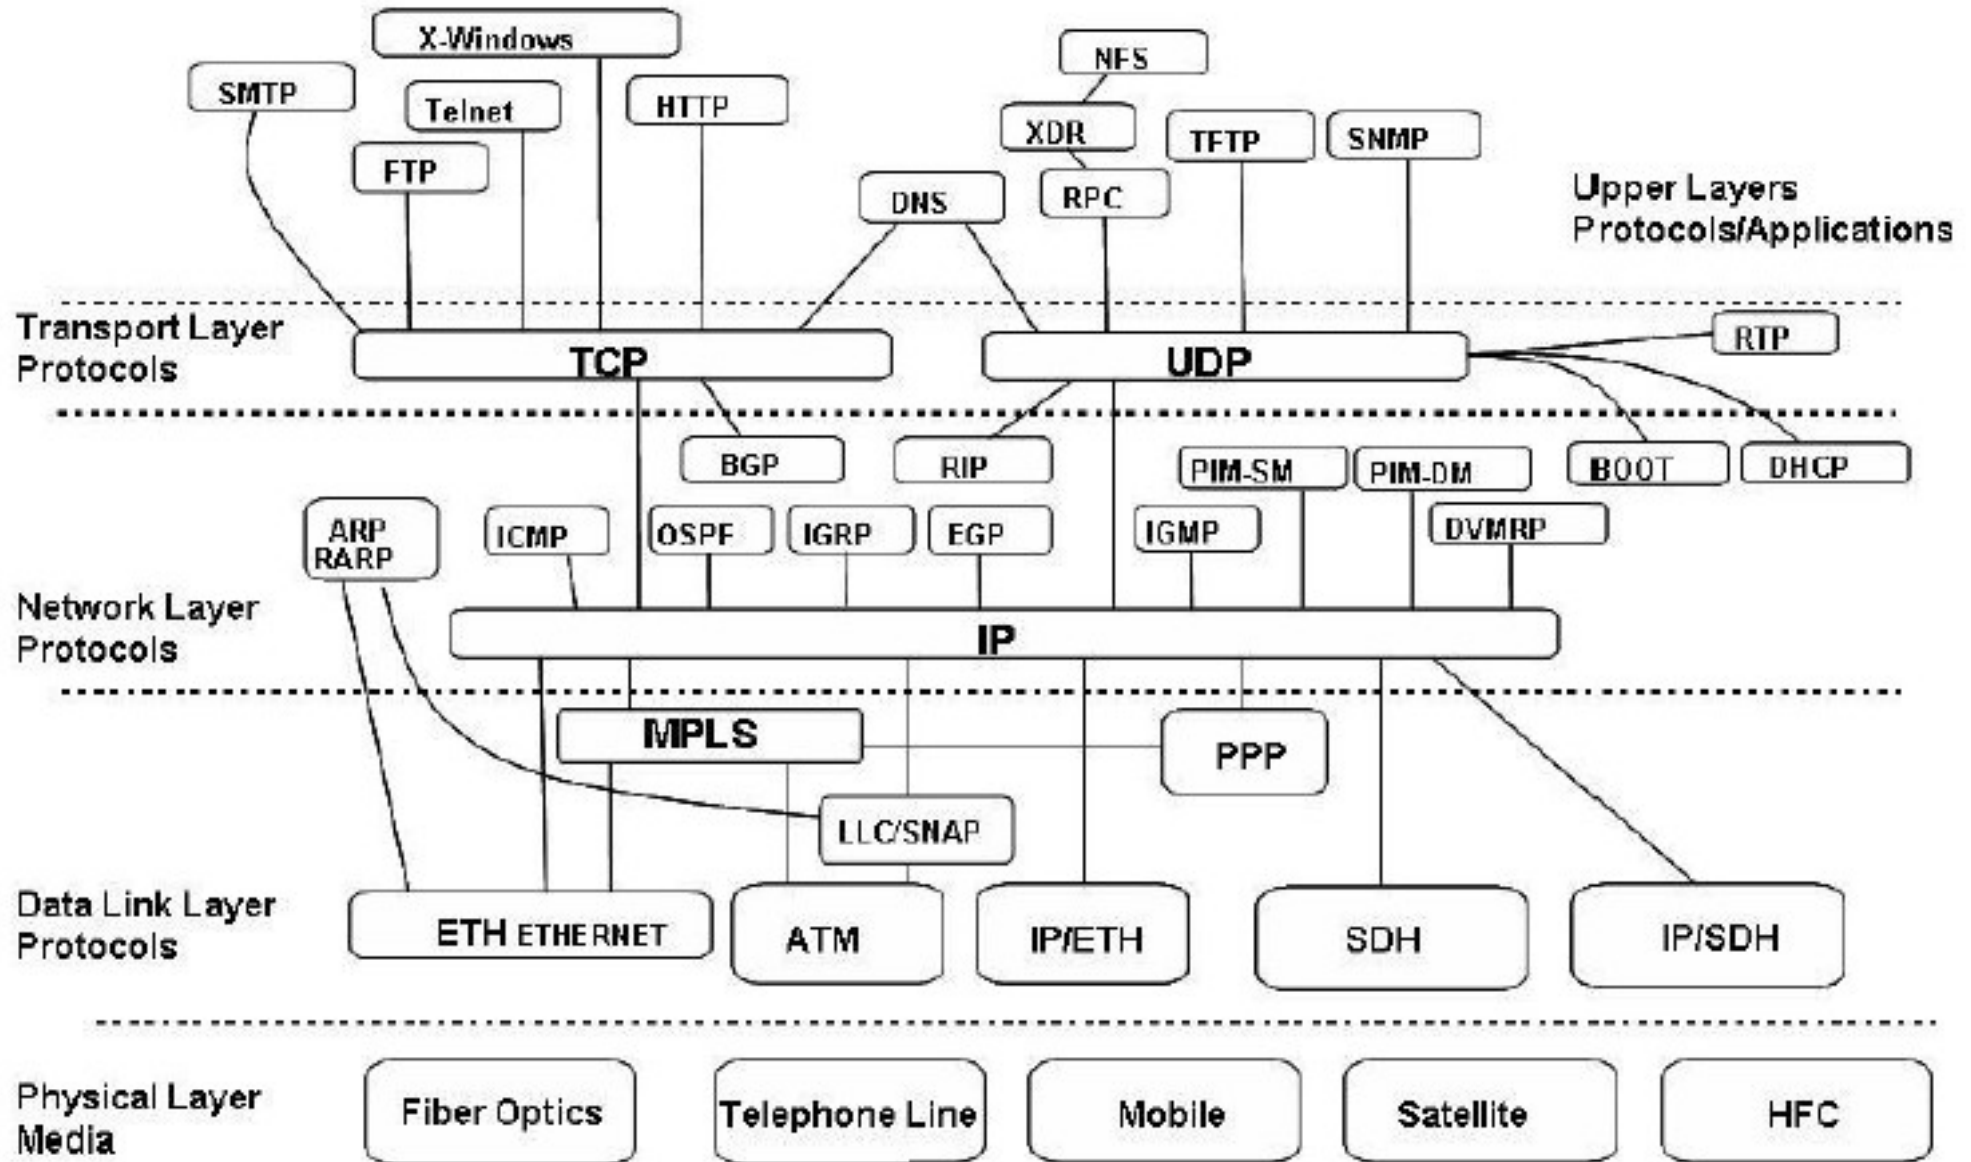 X-Windows
NFS
SMTP
Telnet
HTTP
XDR
TFTP
SNMP
FTP
DNS
RPC
Upper Layers
Protocols/Applications
Transport Layer
Protocols
TCP
UDP
RTP
BGP
RIP
PIM-SM
PIM-DM
BOOT
DHCP
ARP
RARP
ICMP
OSPF
IGRP
EGP
IGMP
DVMRP
Network Layer
Protocols
IP
MPLS
PPP
LLC/SNAP
Data Link Layer
Protocols
ETH ETHERNET
ATM
IP/ETH
SDH
IP/SDH
Physical Layer
Media
Fiber Optics
Telephone Line
Mobile
Satellite
HFC